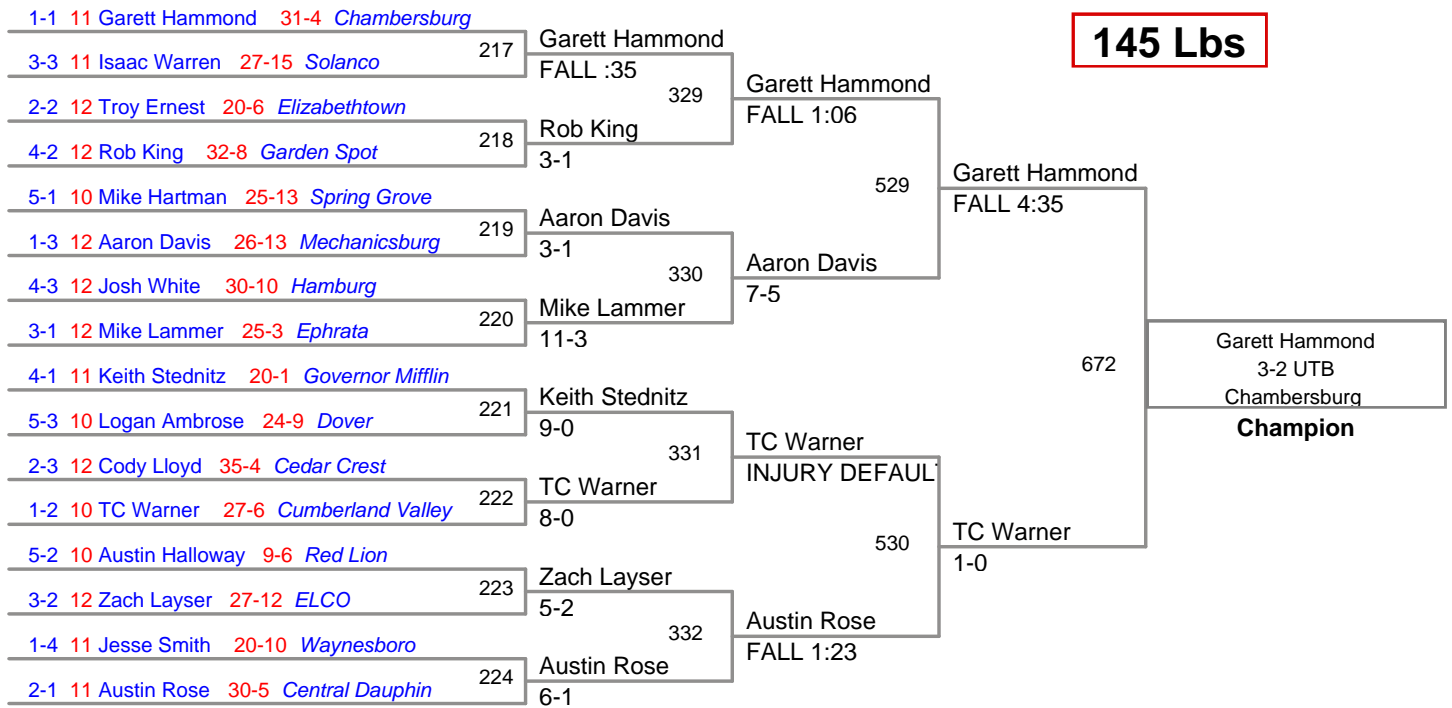 145 Lbs
1-1 11 Garett Hammond 31-4 Chambersburg
3-3 11 Isaac Warren 27-15 Solanco
2-2 12 Troy Ernest 20-6 Elizabethtown
4-2 12 Rob King 32-8 Garden Spot
5-1 10 Mike Hartman 25-13 Spring Grove
1-3 12 Aaron Davis 26-13 Mechanicsburg
4-3 12 Josh White 30-10 Hamburg
3-1 12 Mike Lammer 25-3 Ephrata
4-1 11 Keith Stednitz 20-1 Governor Mifflin
5-3 10 Logan Ambrose 24-9 Dover
2-3 12 Cody Lloyd 35-4 Cedar Crest
1-2 10 TC Warner 27-6 Cumberland Valley
5-2 10 Austin Halloway 9-6 Red Lion
3-2 12 Zach Layser 27-12 ELCO
1-4 11 Jesse Smith 20-10 Waynesboro
2-1 11 Austin Rose 30-5 Central Dauphin
217
Garett Hammond
FALL :35
218
Rob King
3-1
219
Aaron Davis
3-1
220
Mike Lammer
11-3
221
Keith Stednitz
9-0
222
TC Warner
8-0
223
Zach Layser
5-2
224
Austin Rose
6-1
329
Garett Hammond
FALL 1:06
330
Aaron Davis
7-5
331
TC Warner
INJURY DEFAUL
332
Austin Rose
FALL 1:23
529
Garett Hammond
FALL 4:35
530
TC Warner
1-0
672
Garett Hammond
3-2 UTB
Chambersburg
Champion